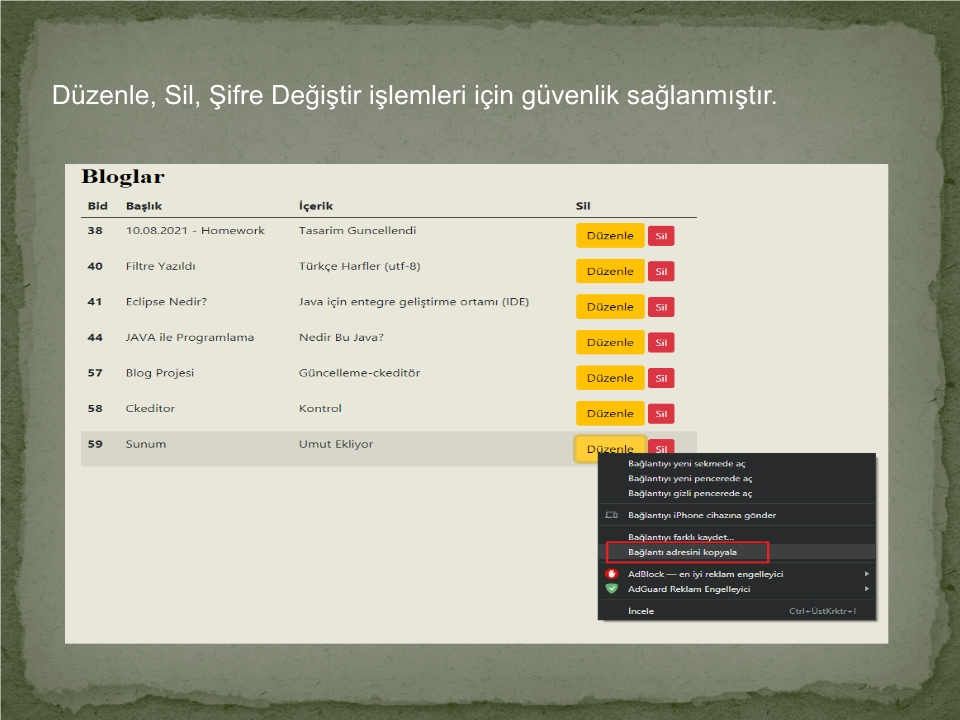 Düzenle, Sil, Şifre Değiştir işlemleri için güvenlik sağlanmıştır.
Bloglar
Bid Başlık İçerik Sil
38 10.08.2021 - Homework Tasarim Guncellendi Düzenle Sil
40 Filtre Yazıldı Türkçe Harfler (utf-8) Düzenle Sil
41 Eclipse Nedir? Java için entegre geliştirme ortamı (IDE) Düzenle Sil
44 JAVA ile Programlama Nedir Bu Java? Düzenle Sil
57 Blog Projesi Güncelleme-ckeditör Düzenle Sil
58 Ckeditor Kontrol Düzenle Sil
59 Sunum Umut Ekliyor Düzenle Sil
Bağlantıyı yeni sekmede aç
Bağlantıyı yeni pencerede aç
Bağlantıyı gizli pencerede aç
Bağlantıyı iPhone cihazına gönder
Bağlantıyı farklı kaydet...
Bağlantı adresini kopyala
AdBlock — en iyi reklam engelleyici
AdGuard Reklam Engelleyici
İncele Ctrl+ÜstKrktr+I